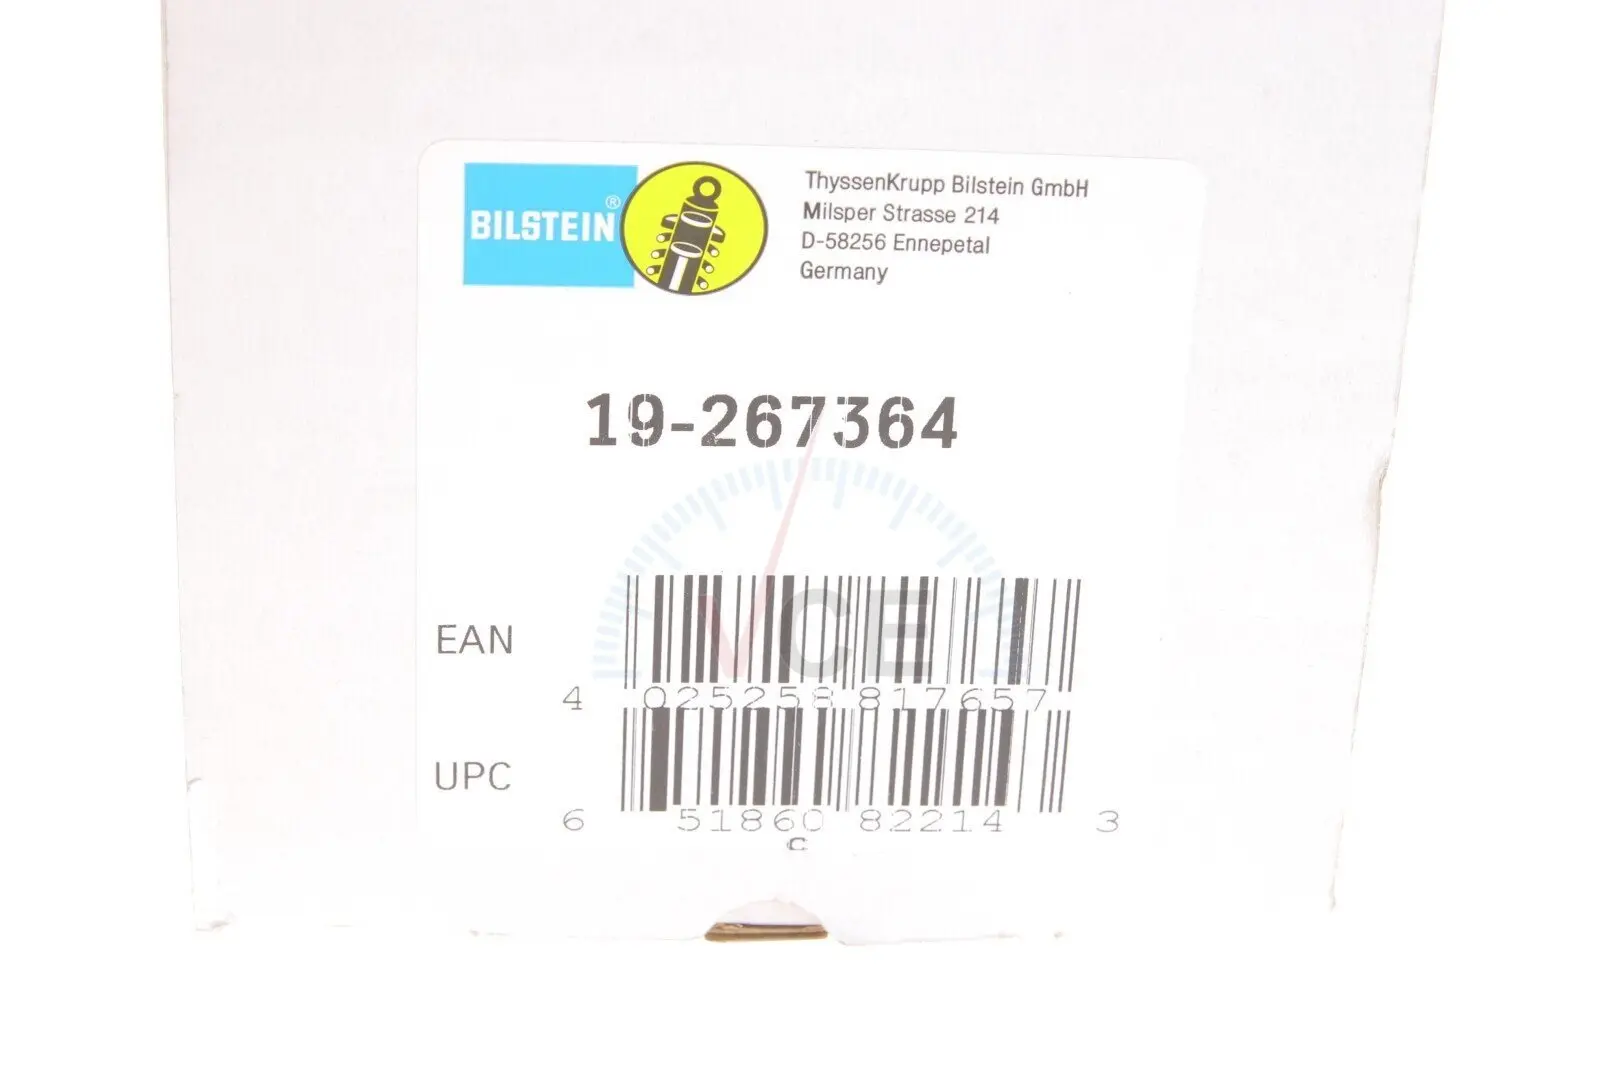 BILSTEIN®
ThyssenKrupp Bilstein GmbH
Milsper Strasse 214
D-58256 Ennepetal
Germany
19-267364
VCE
EAN
4 025258 817657
UPC
6 51860 82214 3
C